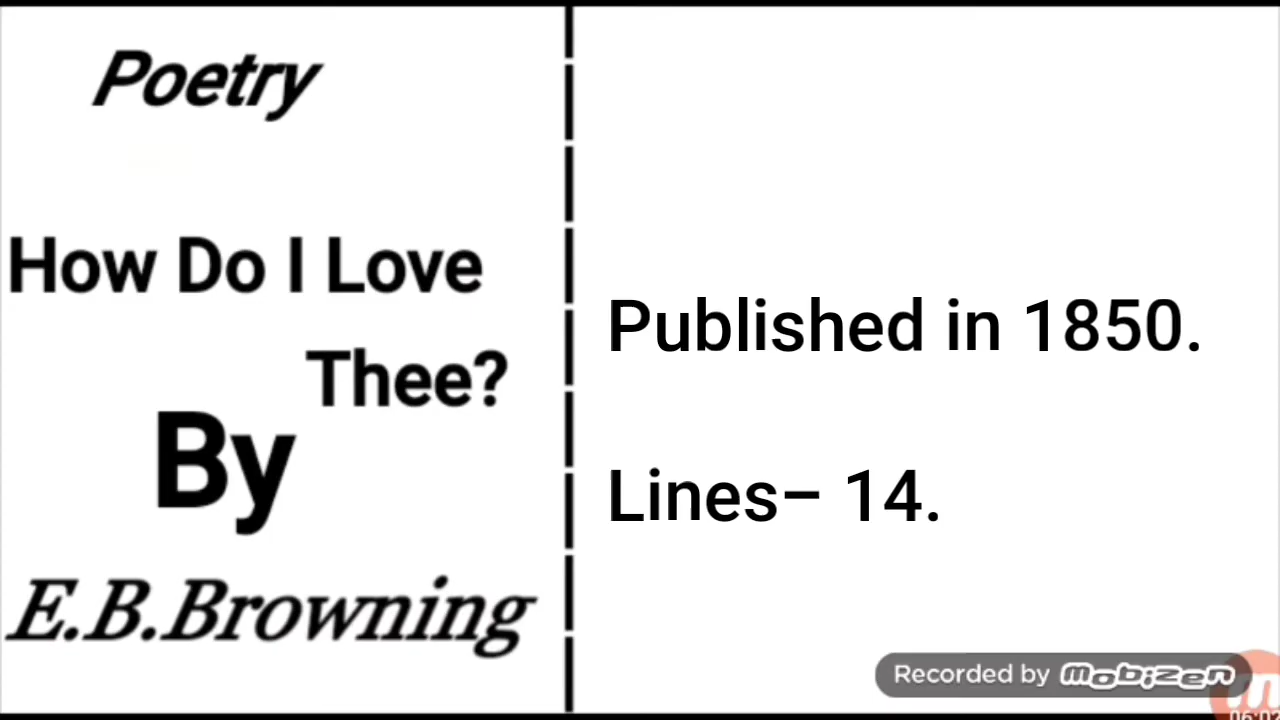 Poetry
How Do I Love
Thee?
By
E.B.Browning
Published in 1850.
Lines– 14.
Recorded by mobizen